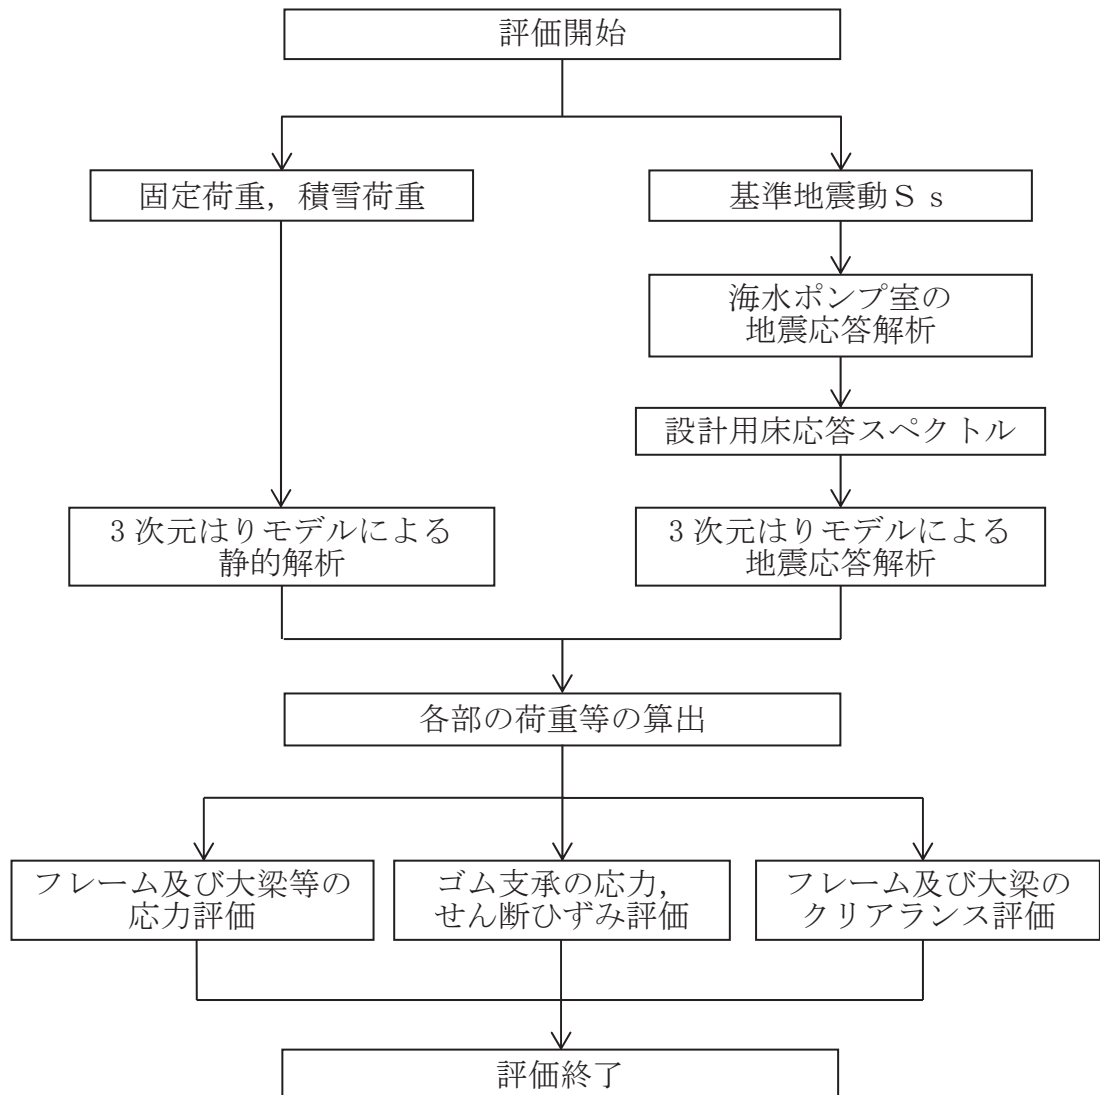 評価開始
固定荷重，積雪荷重
基準地震動Ｓｓ
海水ポンプ室の
地震応答解析
設計用床応答スペクトル
3次元はりモデルによる
静的解析
3次元はりモデルによる
地震応答解析
各部の荷重等の算出
フレーム及び大梁等の
応力評価
ゴム支承の応力，
せん断ひずみ評価
フレーム及び大梁の
クリアランス評価
評価終了